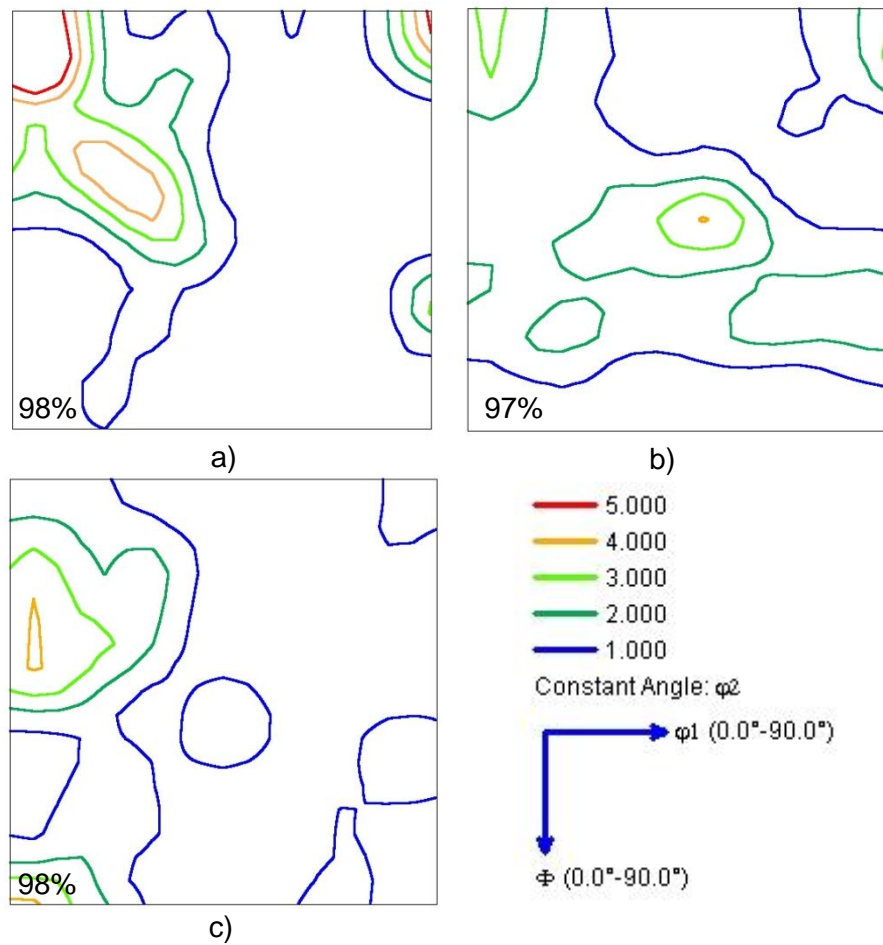 98%
97%
a)
b)
98%
c)
5.000
4.000
3.000
2.000
1.000
Constant Angle: φ2
φ1 (0.0°-90.0°)
Φ (0.0°-90.0°)